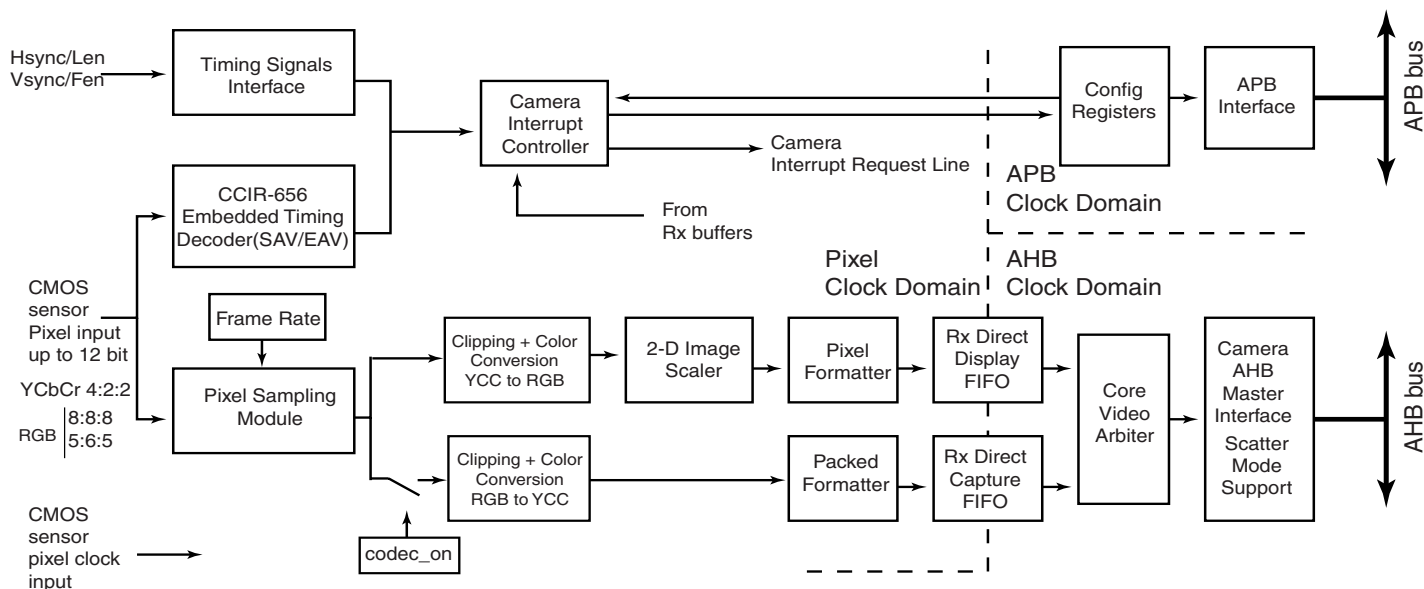 Hsync/Len
Vsync/Fen
Timing Signals
Interface
Camera
Interrupt
Controller
Config
Registers
APB
Interface
APB bus
Camera
Interrupt Request Line
APB
Clock Domain
CCIR-656
Embedded Timing
Decoder(SAV/EAV)
From
Rx buffers
Pixel
Clock Domain
AHB
Clock Domain
CMOS
sensor
Pixel input
up to 12 bit
YCbCr 4:2:2
RGB
8:8:8
5:6:5
Frame Rate
Pixel Sampling
Module
Clipping + Color
Conversion
YCC to RGB
2-D Image
Scaler
Pixel
Formatter
Rx Direct
Display
FIFO
Core
Video
Arbiter
Camera
AHB
Master
Interface
Scatter
Mode
Support
AHB bus
Clipping + Color
Conversion
RGB to YCC
Packed
Formatter
Rx Direct
Capture
FIFO
codec_on
CMOS
sensor
pixel clock
input